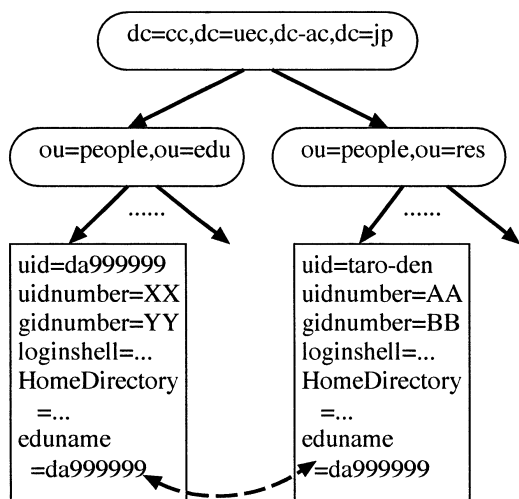 dc=cc,dc=uec,dc-ac,dc=jp
ou=people,ou=edu
ou=people,ou=res
......
......
uid=da999999
uidnumber=XX
gidnumber=YY
loginshell=...
HomeDirectory
=...
eduname
=da999999
uid=taro-den
uidnumber=AA
gidnumber=BB
loginshell=...
HomeDirectory
=...
eduname
=da999999